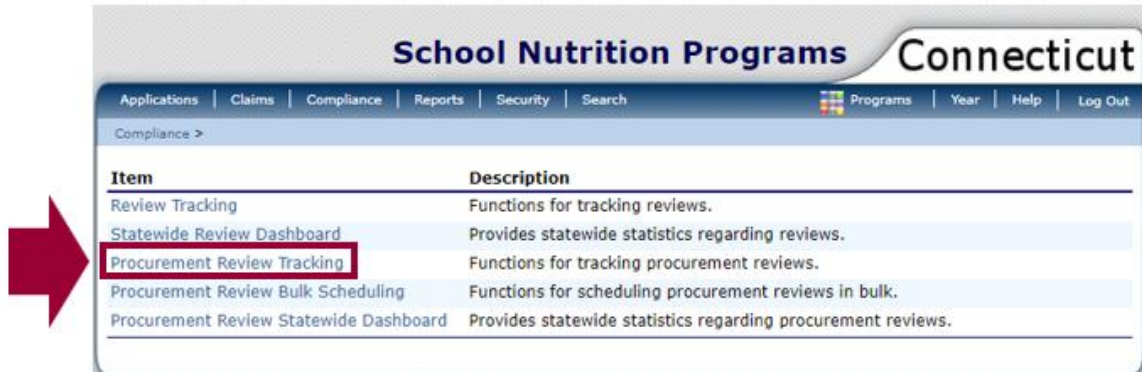 School Nutrition Programs Connecticut
Applications | Claims | Compliance | Reports | Security | Search Programs | Year | Help | Log Out
Compliance >
Item Description
Review Tracking Functions for tracking reviews.
Statewide Review Dashboard Provides statewide statistics regarding reviews.
Procurement Review Tracking Functions for tracking procurement reviews.
Procurement Review Bulk Scheduling Functions for scheduling procurement reviews in bulk.
Procurement Review Statewide Dashboard Provides statewide statistics regarding procurement reviews.